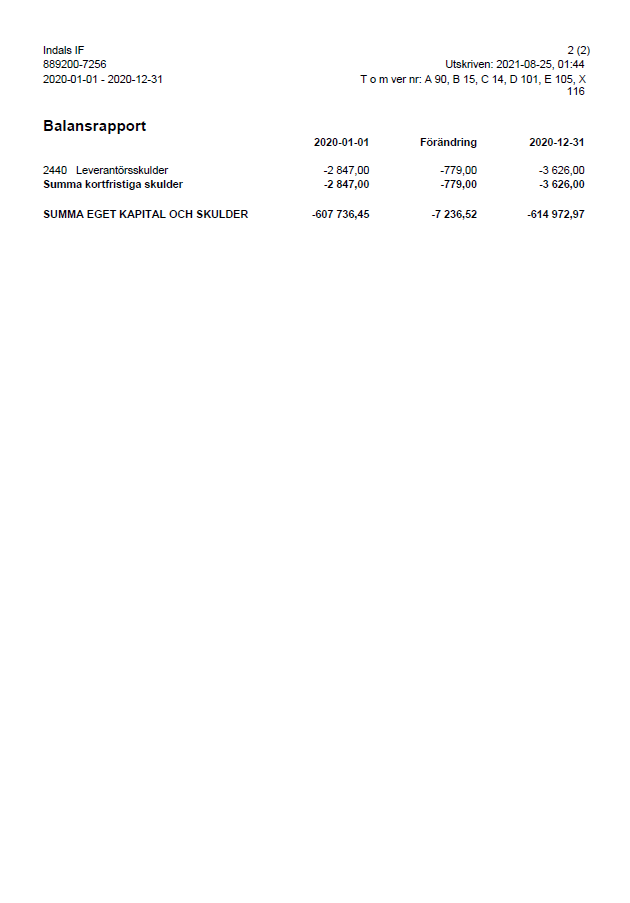 Indals IF 2 (2)
889200-7256 Utskriven: 2021-08-25, 01:44
2020-01-01 - 2020-12-31 T o m ver nr: A 90, B 15, C 14, D 101, E 105, X
116
Balansrapport
2020-01-01 Förändring 2020-12-31
2440 Leverantörsskulder -2 847,00 -779,00 -3 626,00
Summa kortfristiga skulder -2 847,00 -779,00 -3 626,00
SUMMA EGET KAPITAL OCH SKULDER -607 736,45 -7 236,52 -614 972,97